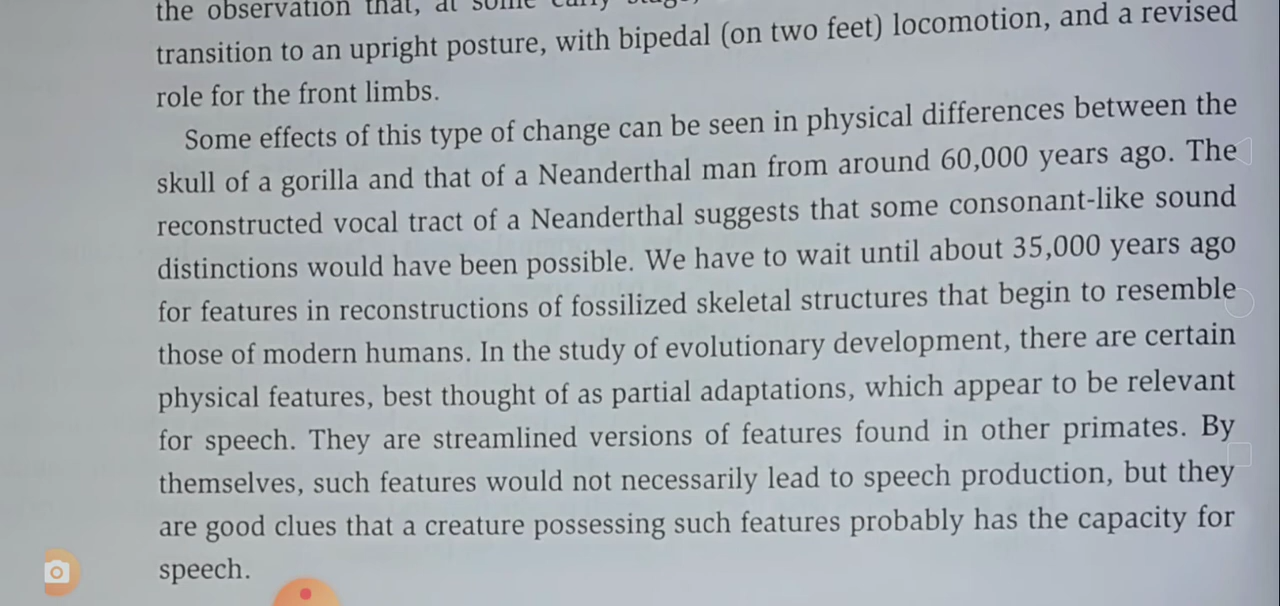 the observation that, at some early stage,
transition to an upright posture, with bipedal (on two feet) locomotion, and a revised
role for the front limbs.
Some effects of this type of change can be seen in physical differences between the
skull of a gorilla and that of a Neanderthal man from around 60,000 years ago. The
reconstructed vocal tract of a Neanderthal suggests that some consonant-like sound
distinctions would have been possible. We have to wait until about 35,000 years ago
for features in reconstructions of fossilized skeletal structures that begin to resemble
those of modern humans. In the study of evolutionary development, there are certain
physical features, best thought of as partial adaptations, which appear to be relevant
for speech. They are streamlined versions of features found in other primates. By
themselves, such features would not necessarily lead to speech production, but they
are good clues that a creature possessing such features probably has the capacity for
speech.